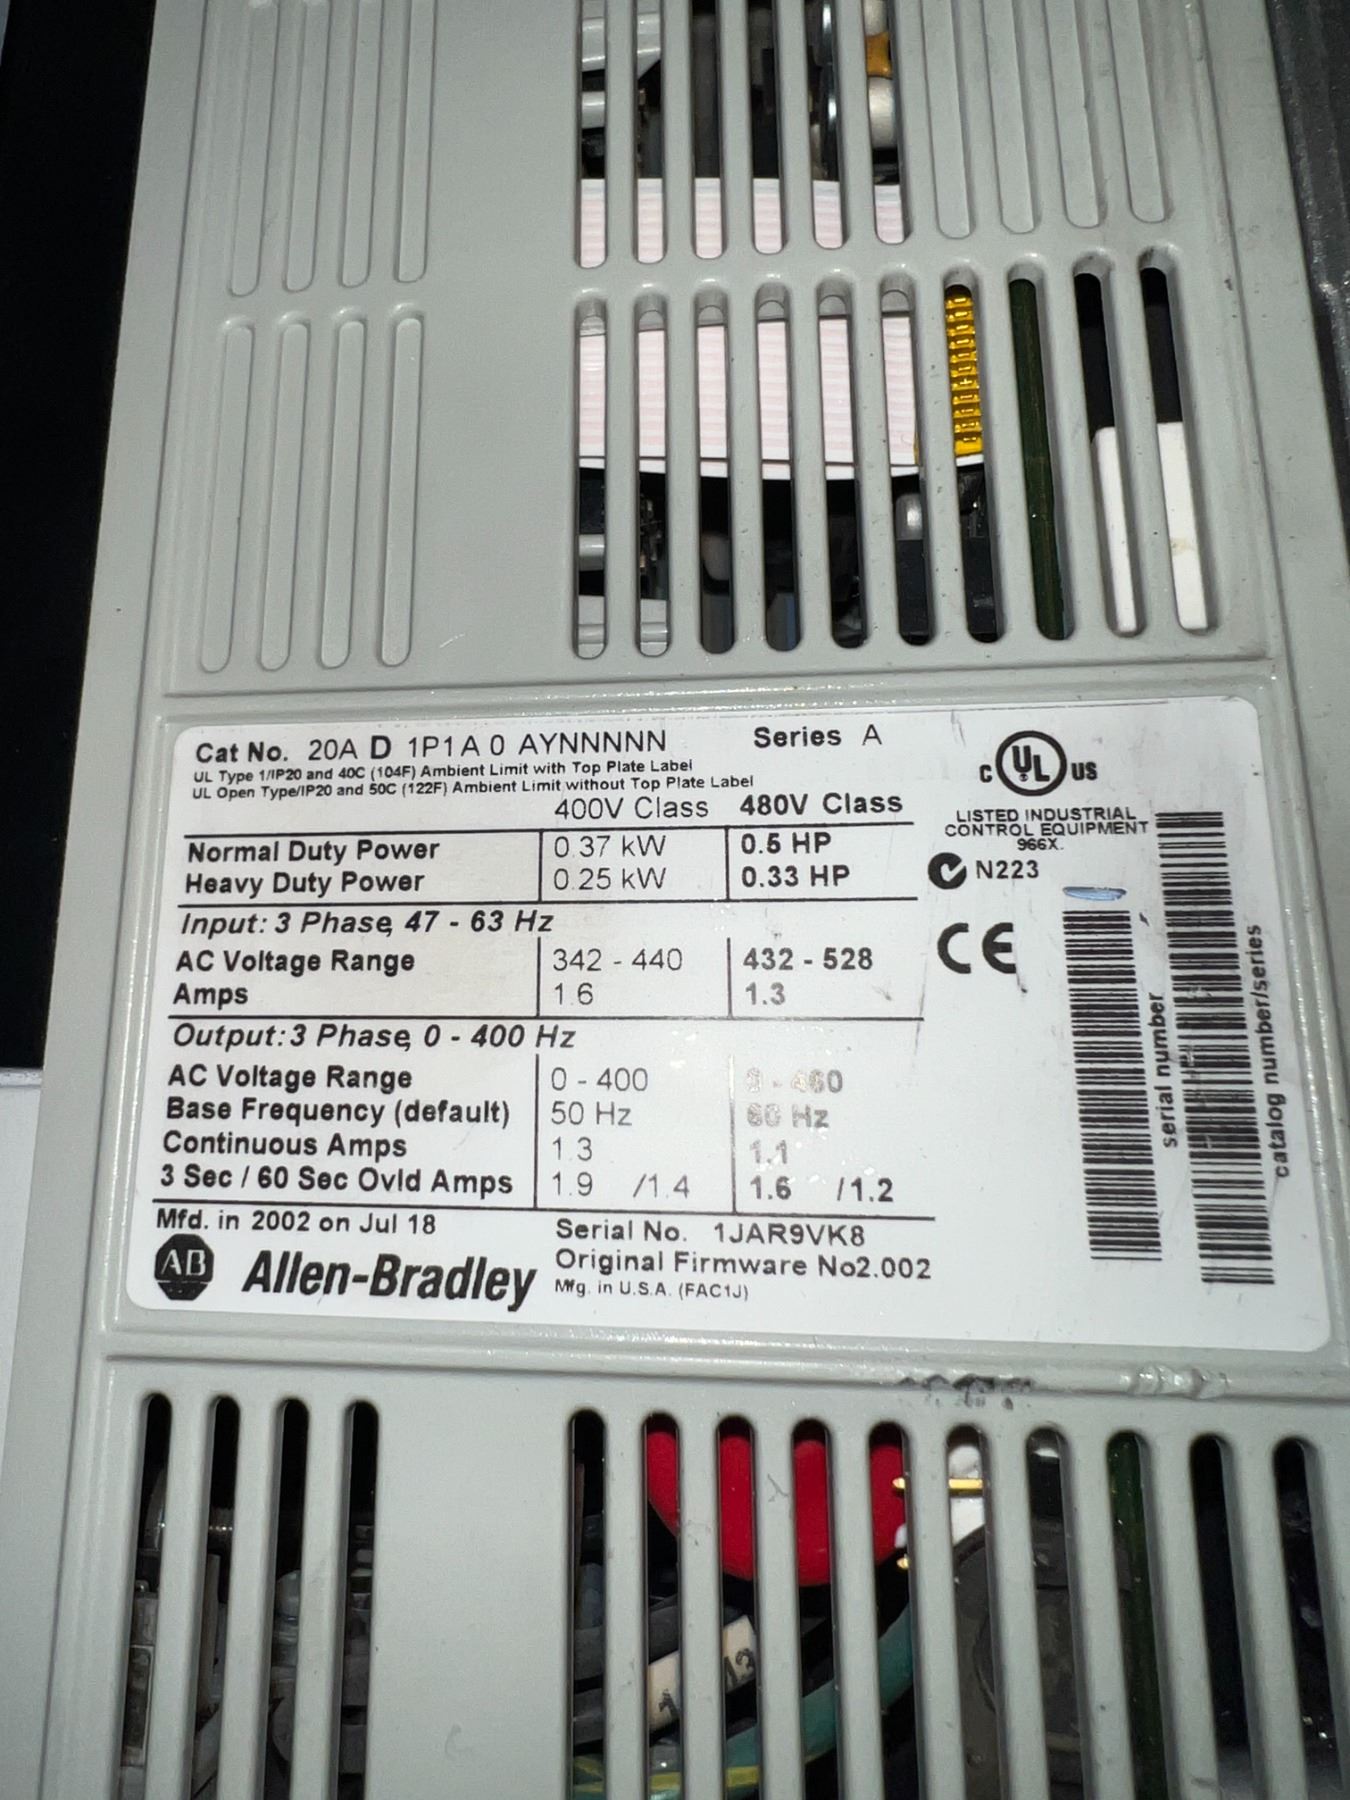 Cat No. 20A D 1P1A 0 AYNNNNN Series A
UL Type 1/IP20 and 40C (104F) Ambient Limit with Top Plate Label
UL Open Type/IP20 and 50C (122F) Ambient Limit without Top Plate Label
400V Class 480V Class
Normal Duty Power 0.37 kW 0.5 HP
Heavy Duty Power 0.25 kW 0.33 HP
Input: 3 Phase, 47 - 63 Hz
AC Voltage Range 342 - 440 432 - 528
Amps 1.6 1.3
Output: 3 Phase, 0 - 400 Hz
AC Voltage Range 0 - 400 0 - 460
Base Frequency (default) 50 Hz 60 Hz
Continuous Amps 1.3 1.1
3 Sec / 60 Sec Ovld Amps 1.9 /1.4 1.6 /1.2
Mfd. in 2002 on Jul 18
Serial No. 1JAR9VK8
AB Allen-Bradley
Original Firmware No2.002
Mfg. in U.S.A. (FAC1J)
C UL US
LISTED INDUSTRIAL
CONTROL EQUIPMENT
966X.
N223
CE
serial number
catalog number/series